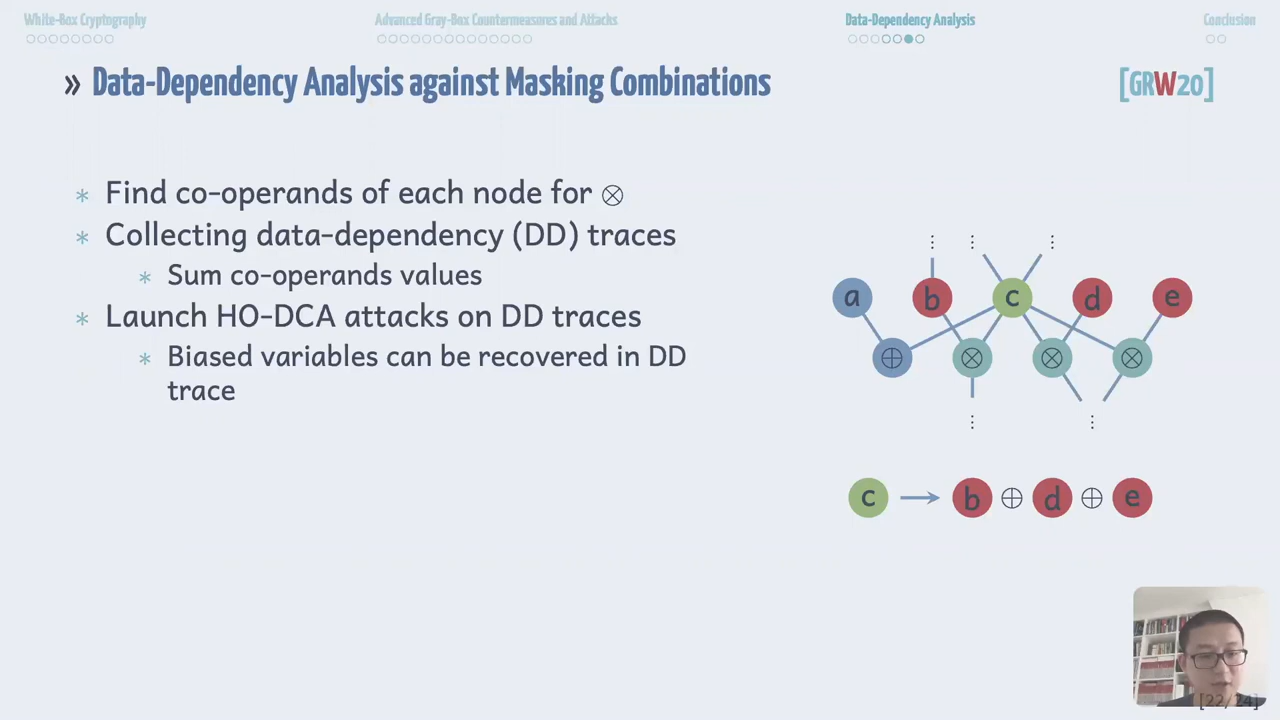 White-Box Cryptography
Advanced Gray-Box Countermeasures and Attacks
Data-Dependency Analysis
Conclusion
» Data-Dependency Analysis against Masking Combinations
[GRW20]
* Find co-operands of each node for ⊗
* Collecting data-dependency (DD) traces
* Sum co-operands values
* Launch HO-DCA attacks on DD traces
* Biased variables can be recovered in DD
trace
⋮ ⋮ ⋮
a b c d e
⊕ ⊗ ⊗ ⊗
⋮ ⋮
c → b ⊕ d ⊕ e
[22/24]